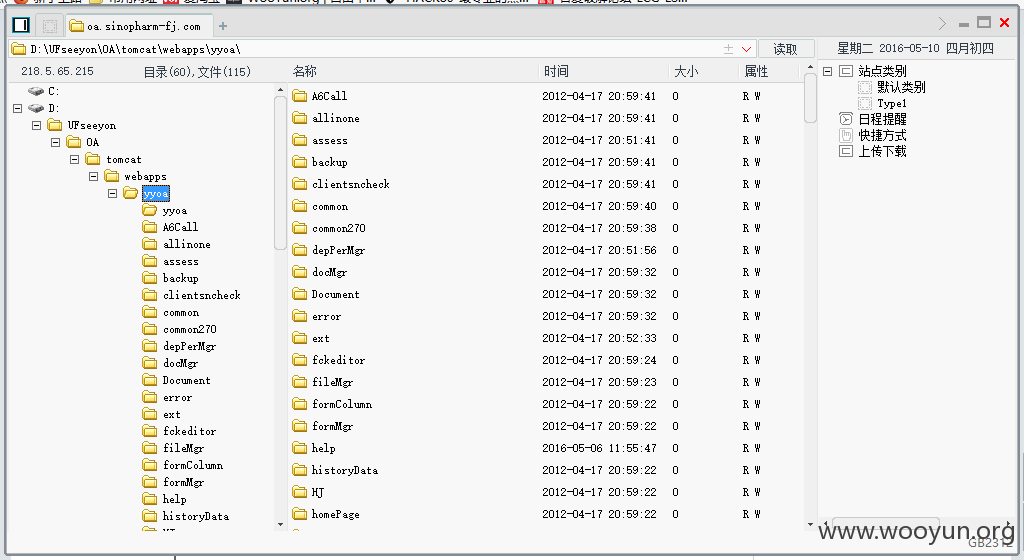 oa.sinopharm-fj.com
D:\UFseeyon\OA\tomcat\webapps\yyoa\
读取
星期二 2016-05-10 四月初四
218.5.65.215 目录(60),文件(115)
名称 时间 大小 属性
C:
D:
UFseeyon
OA
tomcat
webapps
yyoa
yyoa
A6Call
allinone
assess
backup
clientsncheck
common
common270
depPerMgr
docMgr
Document
error
ext
fckeditor
fileMgr
formColumn
formMgr
help
historyData
A6Call 2012-04-17 20:59:41 0 R W
allinone 2012-04-17 20:59:41 0 R W
assess 2012-04-17 20:51:41 0 R W
backup 2012-04-17 20:59:41 0 R W
clientsncheck 2012-04-17 20:59:41 0 R W
common 2012-04-17 20:59:40 0 R W
common270 2012-04-17 20:59:38 0 R W
depPerMgr 2012-04-17 20:51:56 0 R W
docMgr 2012-04-17 20:59:32 0 R W
Document 2012-04-17 20:59:32 0 R W
error 2012-04-17 20:59:32 0 R W
ext 2012-04-17 20:52:33 0 R W
fckeditor 2012-04-17 20:59:24 0 R W
fileMgr 2012-04-17 20:59:23 0 R W
formColumn 2012-04-17 20:59:22 0 R W
formMgr 2012-04-17 20:59:22 0 R W
help 2016-05-06 11:55:47 0 R W
historyData 2012-04-17 20:59:22 0 R W
HJ 2012-04-17 20:59:22 0 R W
homePage 2012-04-17 20:59:22 0 R W
站点类别
默认类别
Type1
日程提醒
快捷方式
上传下载
www.wooyun.org
GB2312